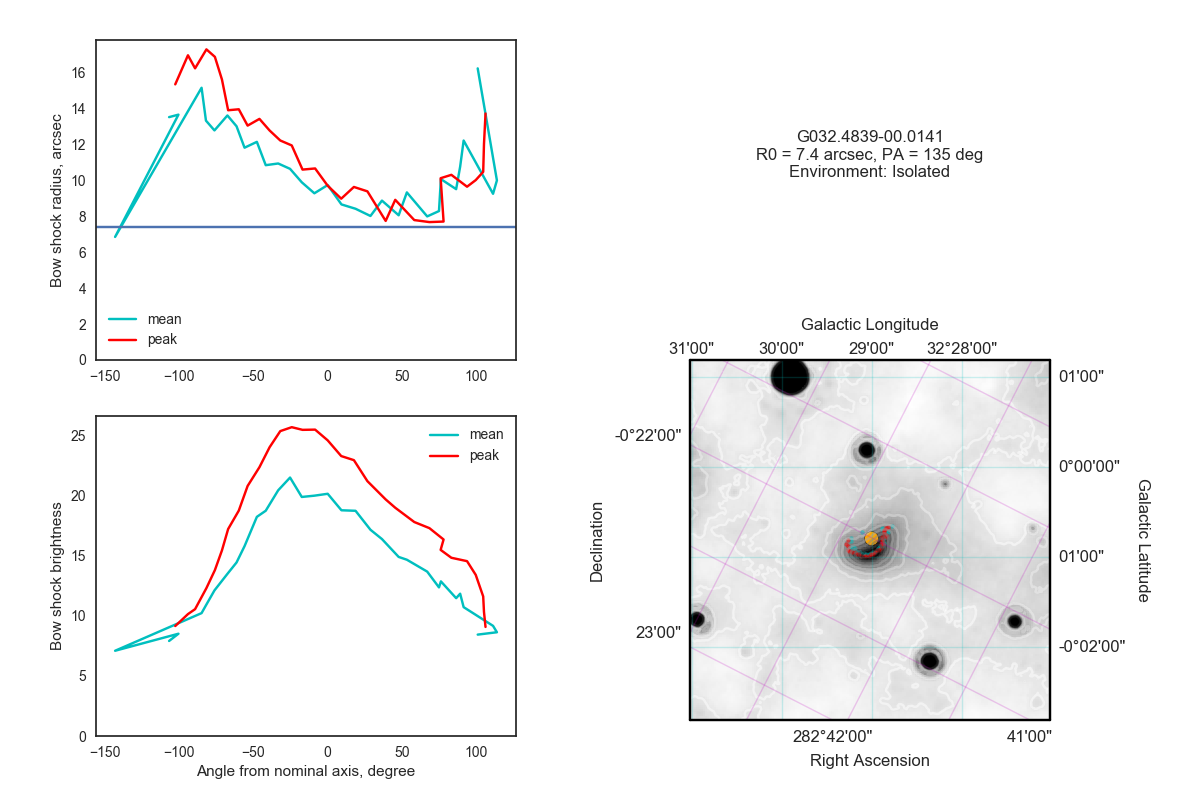 Bow shock radius, arcsec
16
14
12
10
8
6
4
2
0
mean
peak
−150
−100
−50
0
50
100
G032.4839-00.0141
R0 = 7.4 arcsec, PA = 135 deg
Environment: Isolated
Bow shock brightness
25
20
15
10
5
0
mean
peak
−150
−100
−50
0
50
100
Angle from nominal axis, degree
Galactic Longitude
31'00" 30'00" 29'00" 32°28'00"
Declination
-0°22'00"
23'00"
01'00"
0°00'00"
01'00"
-0°02'00"
Galactic Latitude
282°42'00" 41'00"
Right Ascension